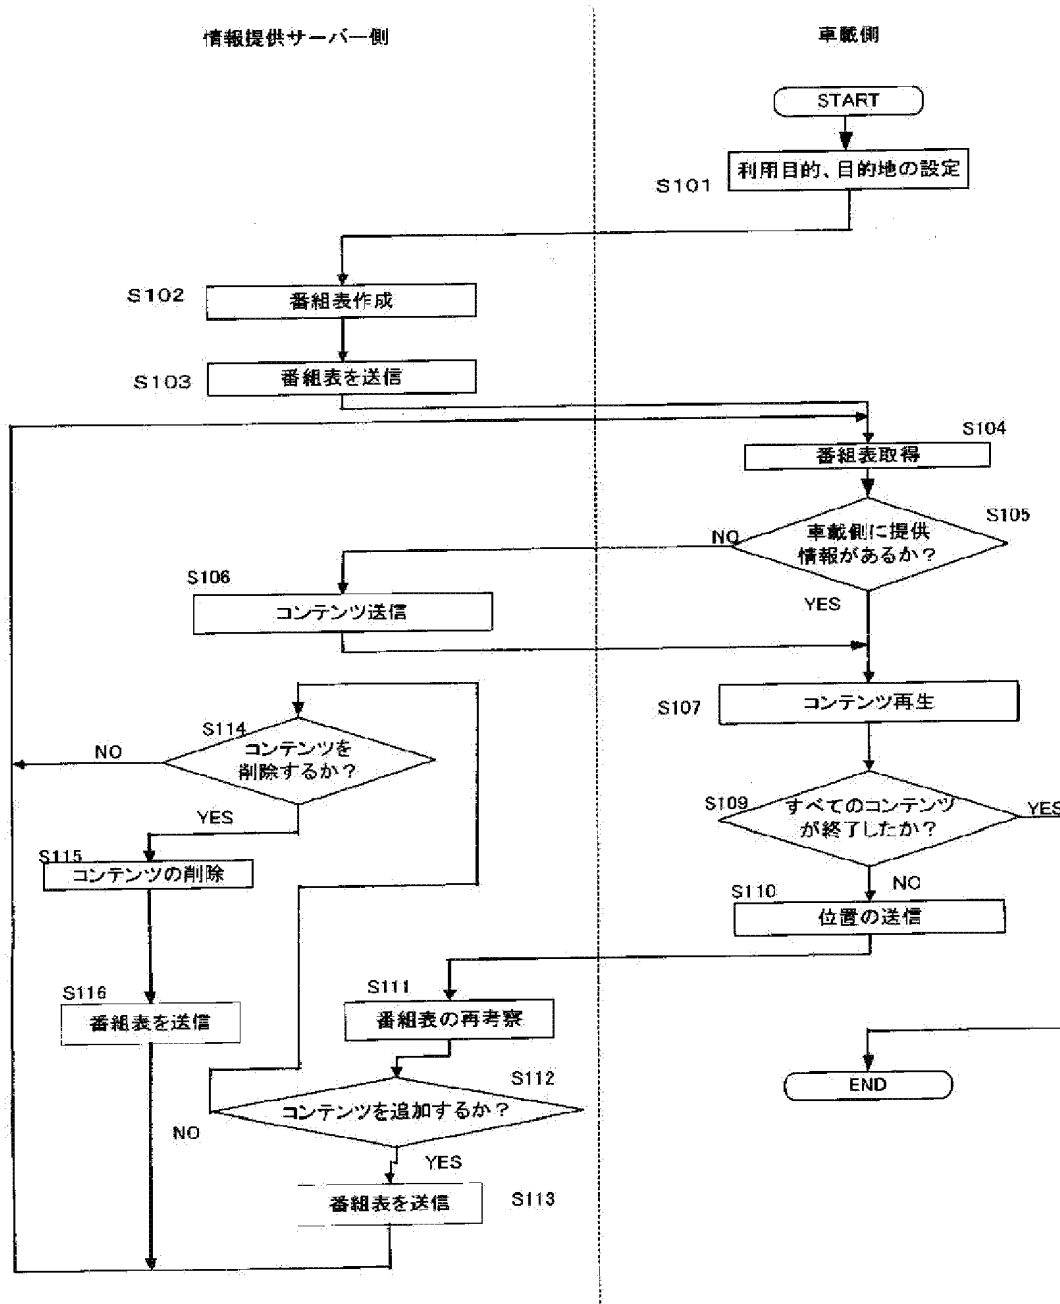 情報提供サーバー側
車載側
START
S101
利用目的、目的地の設定
S102
番組表作成
S103
番組表を送信
S104
番組表取得
S105
車載側に提供
情報があるか？
NO
YES
S106
コンテンツ送信
S107
コンテンツ再生
S114
コンテンツを
削除するか？
NO
YES
S109
すべてのコンテンツ
が終了したか？
YES
NO
S115
コンテンツの削除
S110
位置の送信
S116
番組表を送信
S111
番組表の再考察
S112
コンテンツを追加するか？
NO
YES
END
番組表を送信
S113